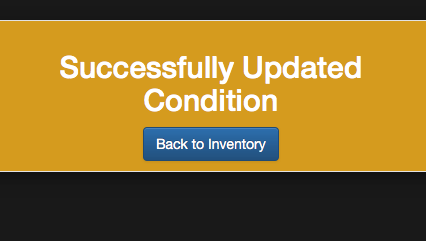 Successfully Updated
Condition
Back to Inventory